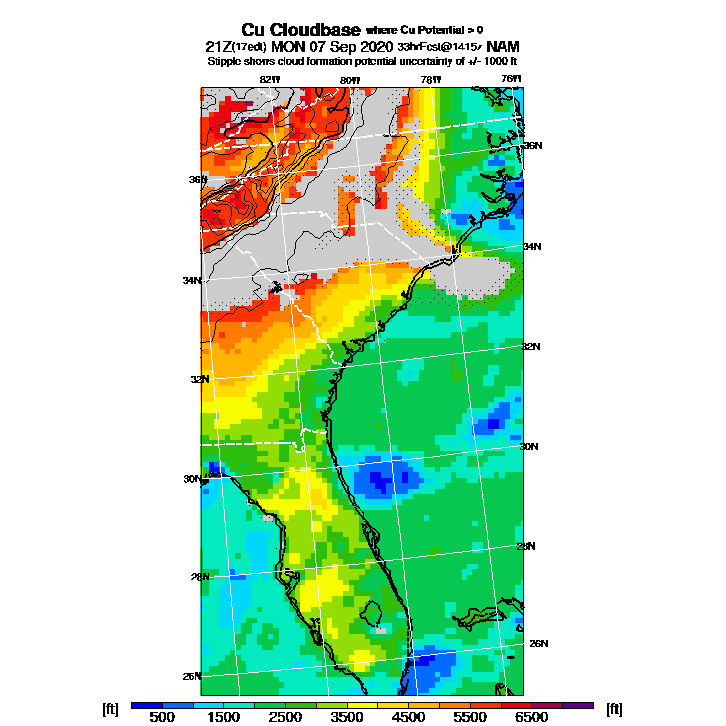 Cu Cloudbase where Cu Potential > 0
21Z(17edt) MON 07 Sep 2020 33hrFcst@1415z NAM
Stipple shows cloud formation potential uncertainty of +/- 1000 ft
82W 80W 78W 76W
36N
36N
34N
34N
32N
32N
30N
30N
28N
28N
26N
26N
[ft] 500 1500 2500 3500 4500 5500 6500 [ft]